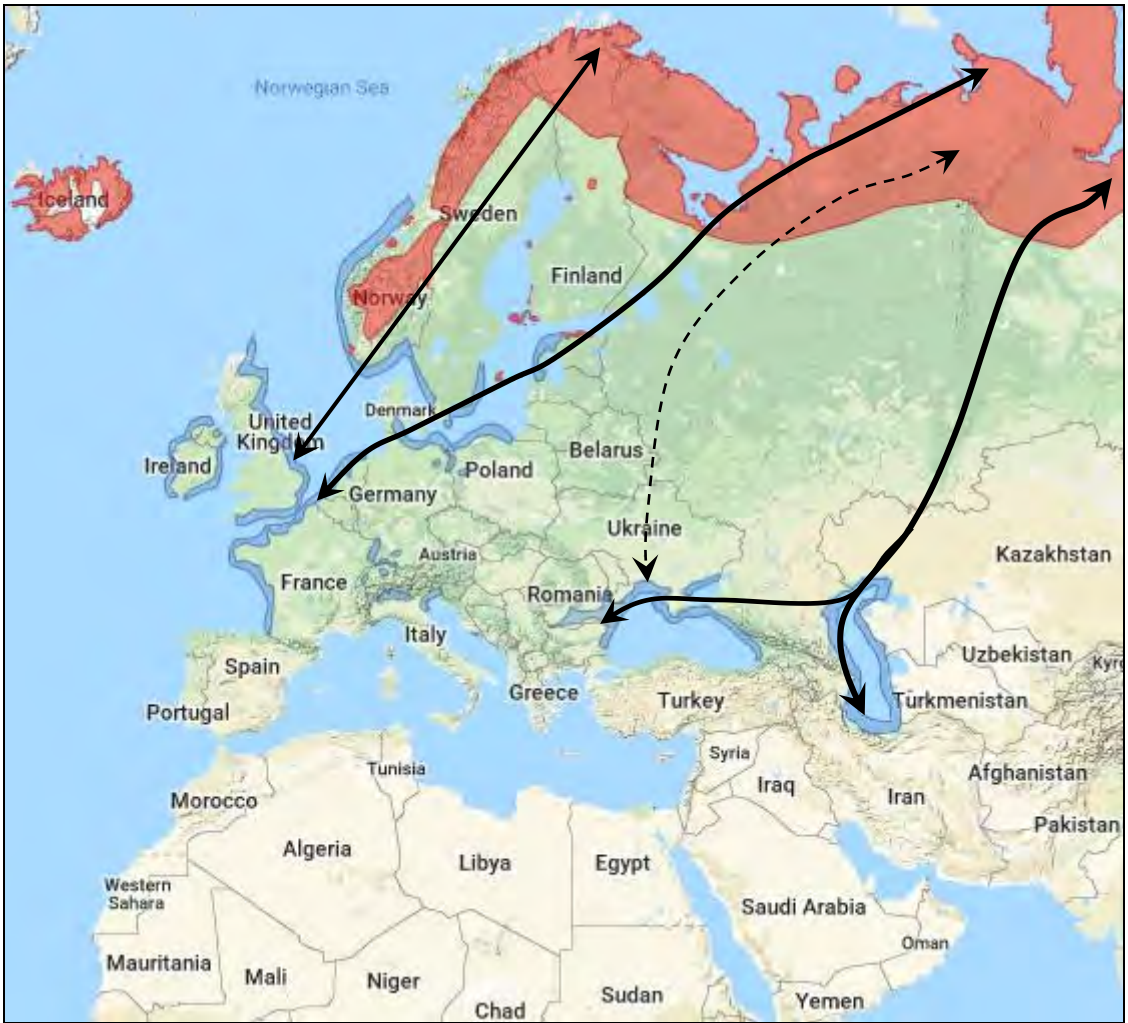 Norwegian Sea
Iceland
Sweden
Finland
Norway
United
Kingdom
Denmark
Ireland
Belarus
Poland
Germany
Ukraine
Austria
Kazakhstan
France
Romania
Italy
Uzbekistan
Kyrg
Spain
Greece
Turkey
Turkmenistan
Portugal
Syria
Tunisia
Afghanistan
Iraq
Iran
Morocco
Pakistan
Algeria
Libya
Egypt
Western
Sahara
Saudi Arabia
Oman
Mauritania
Mali
Niger
Sudan
Yemen
Chad